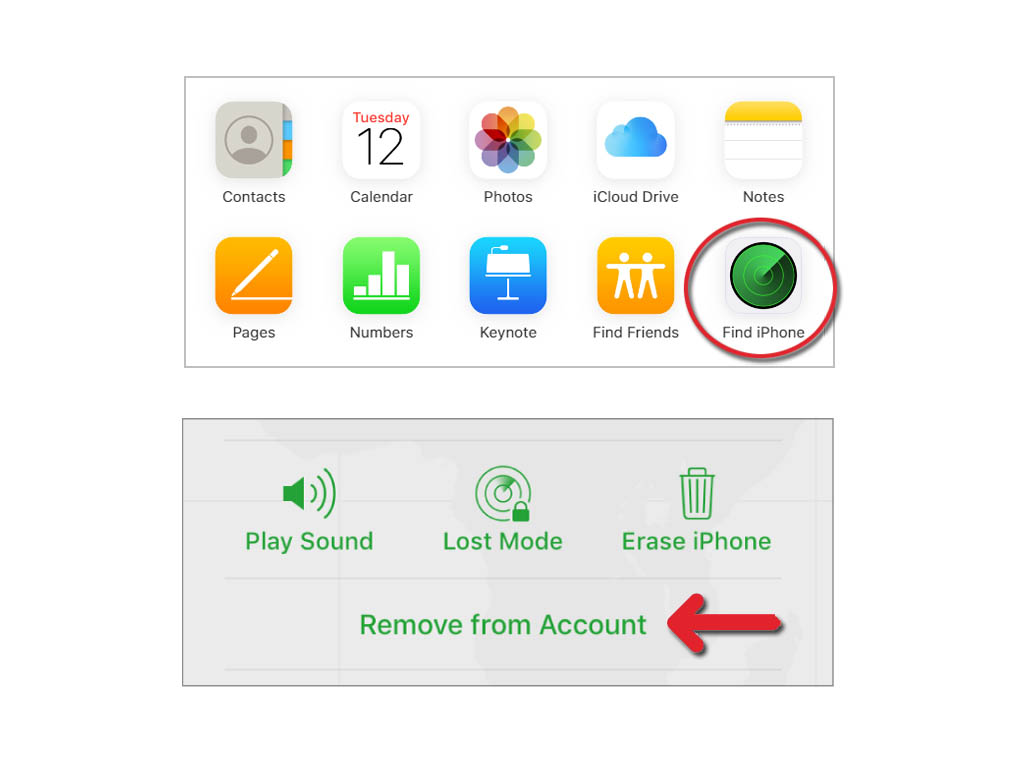 Tuesday
12
Contacts
Calendar
Photos
iCloud Drive
Notes
Pages
Numbers
Keynote
Find Friends
Find iPhone
Play Sound
Lost Mode
Erase iPhone
Remove from Account